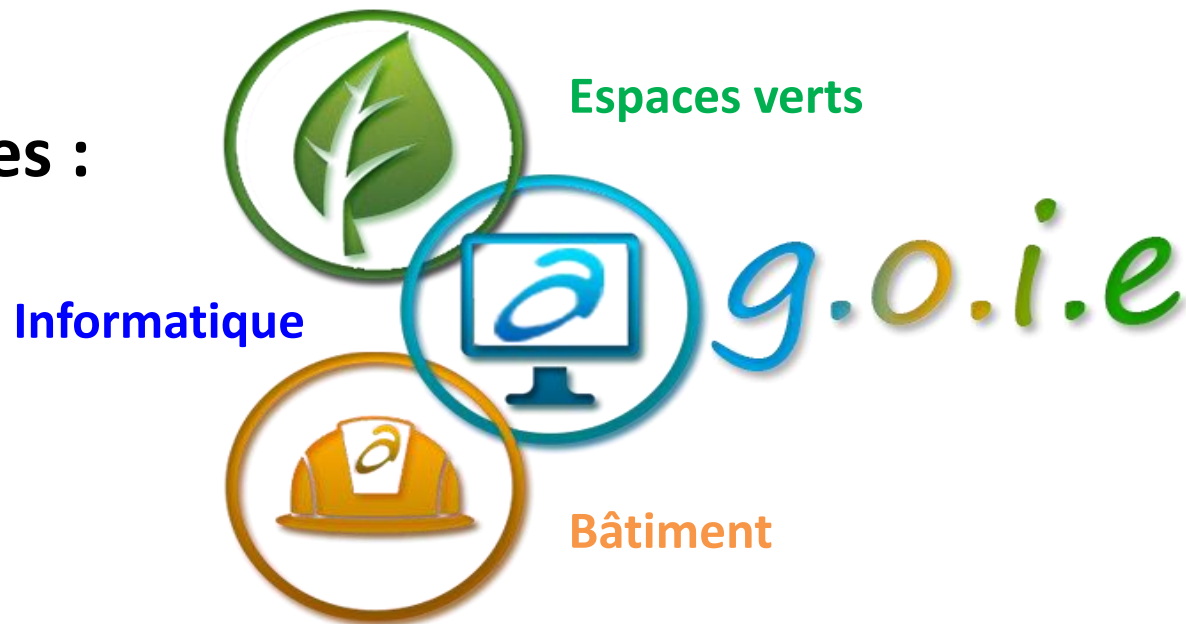 Espaces verts
es :
g.o.i.e
Informatique
Bâtiment